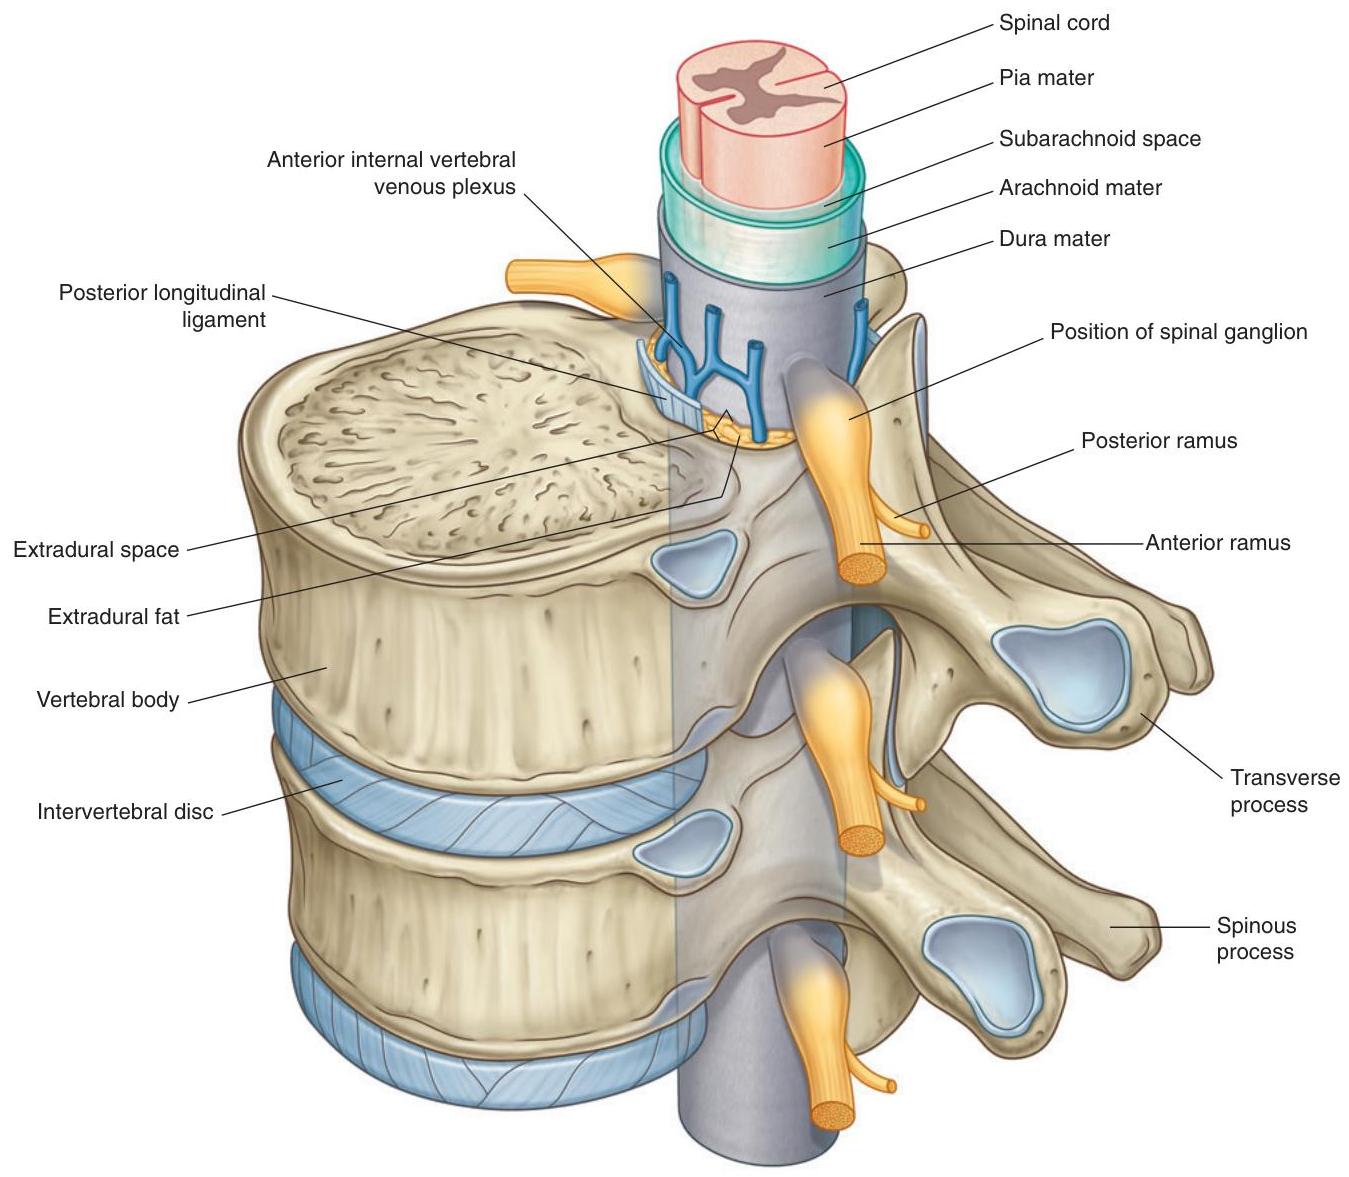 Spinal cord
Pia mater
Subarachnoid space
Arachnoid mater
Dura mater
Anterior internal vertebral
venous plexus
Posterior longitudinal
ligament
Position of spinal ganglion
Posterior ramus
Anterior ramus
Extradural space
Extradural fat
Vertebral body
Intervertebral disc
Transverse
process
Spinous
process